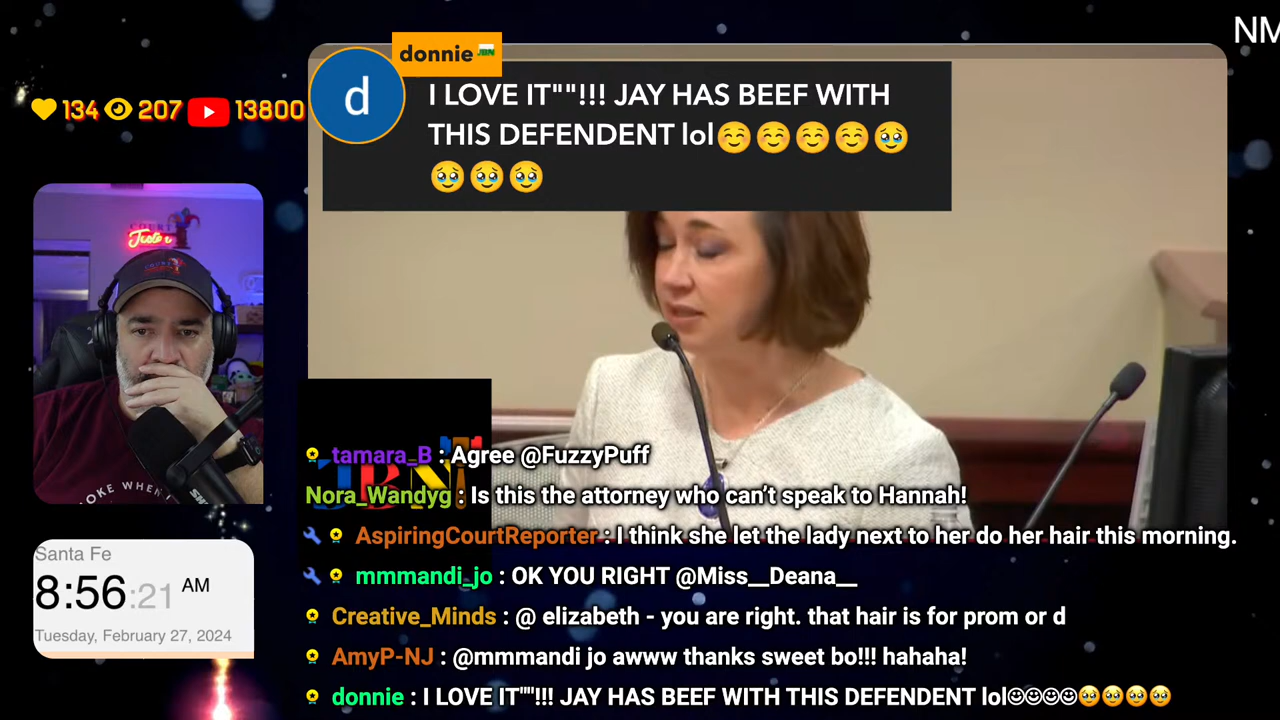 NM
donnie JBN
134 207 13800
d
I LOVE IT""!!! JAY HAS BEEF WITH
THIS DEFENDENT lol☺️☺️☺️☺️🥹
🥹🥹🥹
JBN
tamara_B : Agree @FuzzyPuff
Nora_Wandyg : Is this the attorney who can’t speak to Hannah!
AspiringCourtReporter : I think she let the lady next to her do her hair this morning.
mmmandi_jo : OK YOU RIGHT @Miss__Deana__
Creative_Minds : @ elizabeth - you are right. that hair is for prom or d
AmyP-NJ : @mmmandi jo awww thanks sweet bo!!! hahaha!
donnie : I LOVE IT""!!! JAY HAS BEEF WITH THIS DEFENDENT lol☺☺☺☺🥹🥹🥹🥹
OKE WHEN
Santa Fe
8:56:21 AM
Tuesday, February 27, 2024